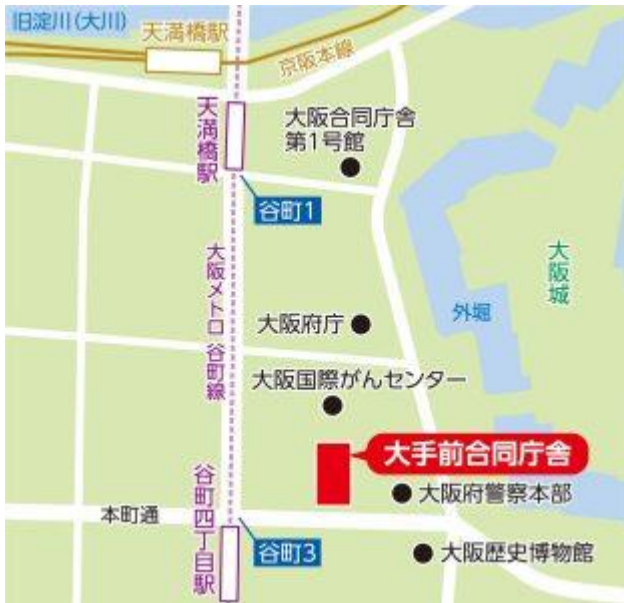 旧淀川(大川)
天満橋駅
京阪本線
天満橋駅
大阪合同庁舎
第1号館
谷町1
大阪メトロ 谷町線
大阪城
外堀
大阪府庁
大阪国際がんセンター
大手前合同庁舎
谷町四丁目駅
大阪府警察本部
本町通
谷町3
大阪歴史博物館